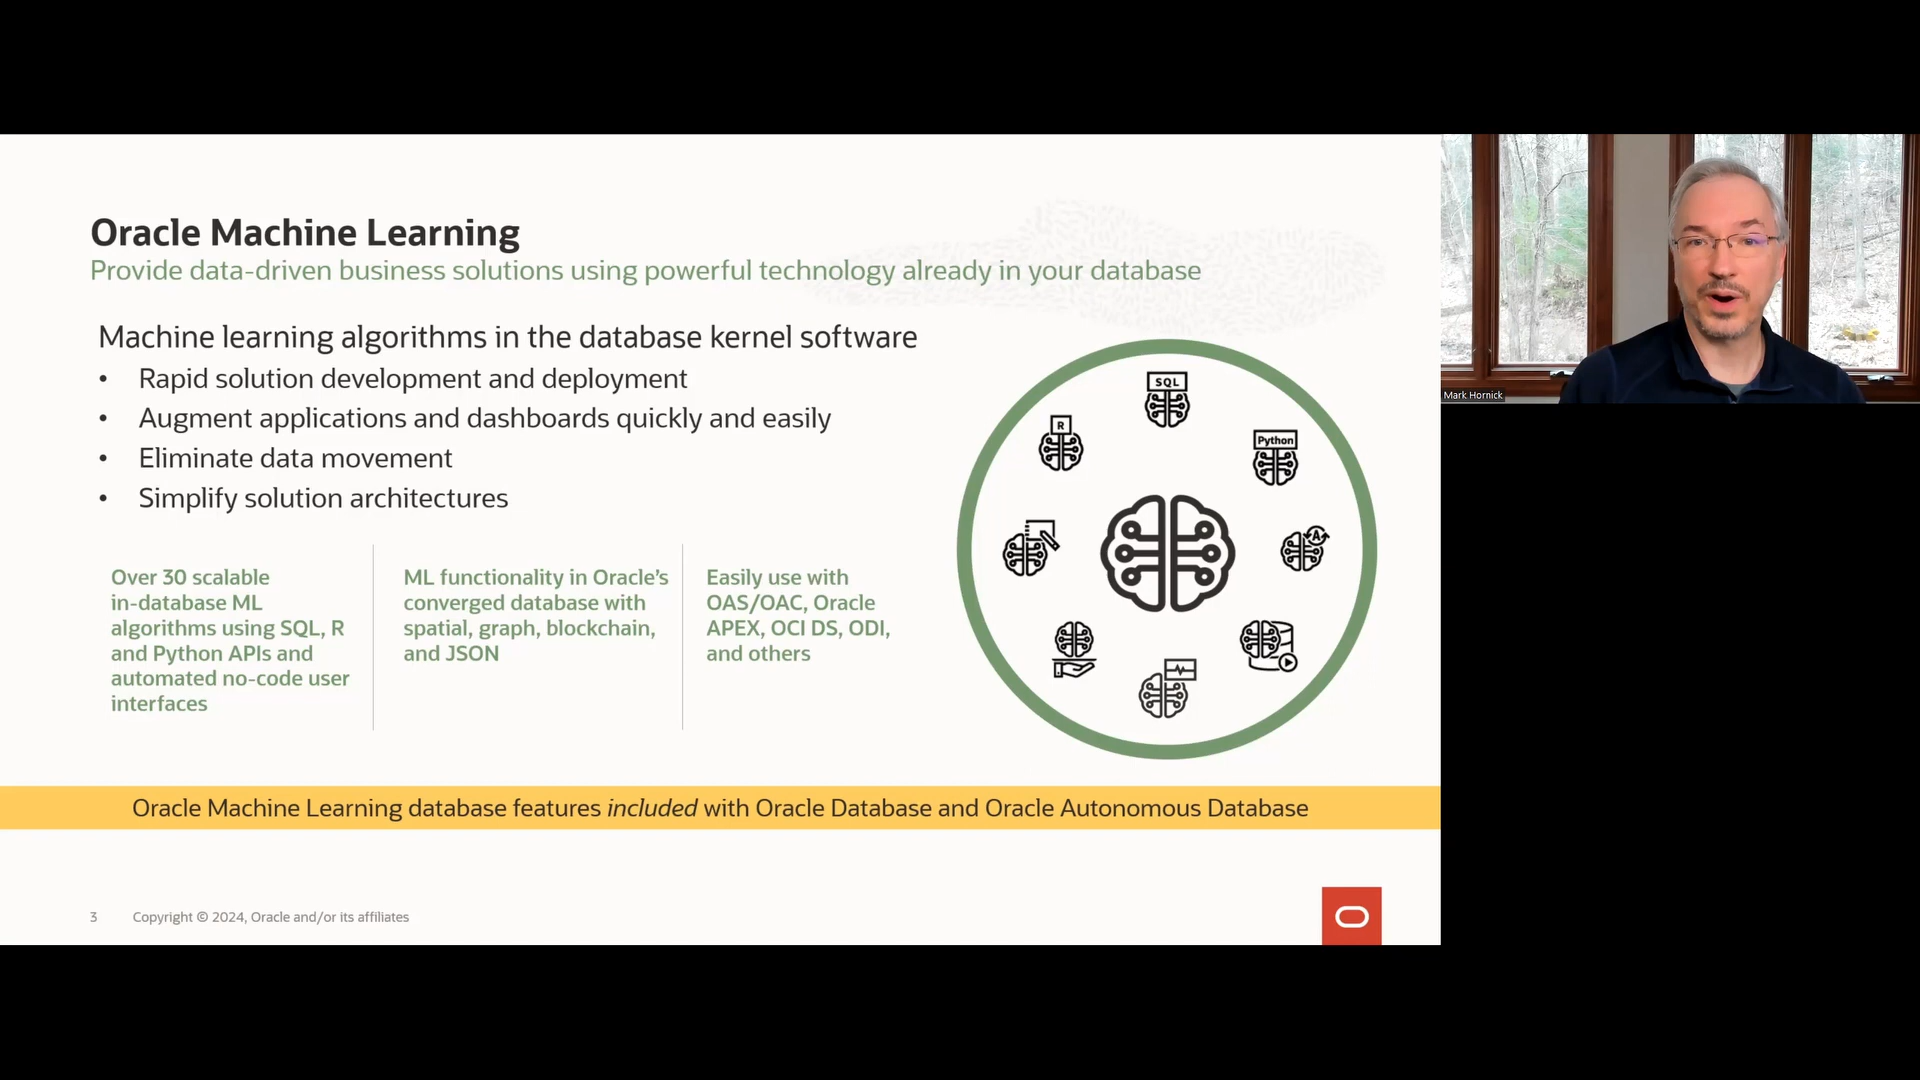 Oracle Machine Learning
Provide data-driven business solutions using powerful technology already in your database
Machine learning algorithms in the database kernel software
• Rapid solution development and deployment
• Augment applications and dashboards quickly and easily
• Eliminate data movement
• Simplify solution architectures
Over 30 scalable
in-database ML
algorithms using SQL, R
and Python APIs and
automated no-code user
interfaces
ML functionality in Oracle’s
converged database with
spatial, graph, blockchain,
and JSON
Easily use with
OAS/OAC, Oracle
APEX, OCI DS, ODI,
and others
SQL
R
Python
A
Oracle Machine Learning database features included with Oracle Database and Oracle Autonomous Database
3 Copyright © 2024, Oracle and/or its affiliates
Mark Hornick